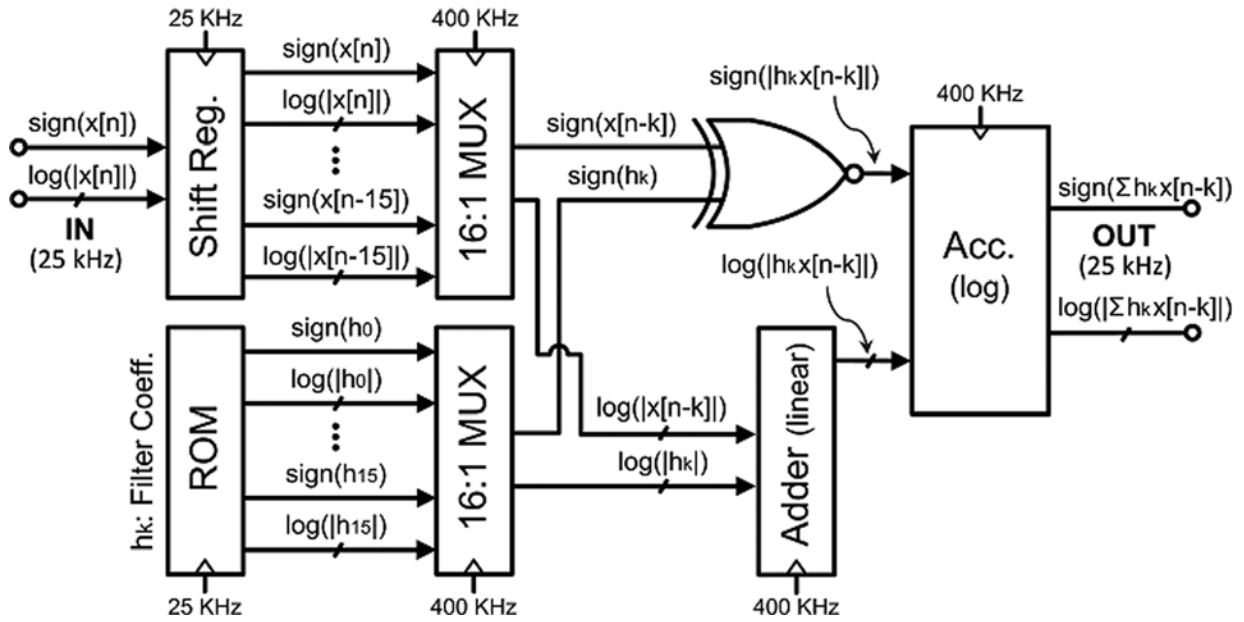 25 KHz
400 KHz
sign(x[n])
log(|x[n]|)
IN
(25 kHz)
Shift Reg.
sign(x[n])
log(|x[n]|)
sign(x[n-15])
log(|x[n-15]|)
16:1 MUX
sign(x[n-k])
sign(hk)
sign(|hkx[n-k]|)
400 KHz
Acc.
(log)
sign(Σhkx[n-k])
OUT
(25 kHz)
log(|Σhkx[n-k]|)
log(|hkx[n-k]|)
hk: Filter Coeff.
ROM
sign(h0)
log(|h0|)
sign(h15)
log(|h15|)
16:1 MUX
log(|x[n-k]|)
log(|hk|)
Adder (linear)
25 KHz
400 KHz
400 KHz